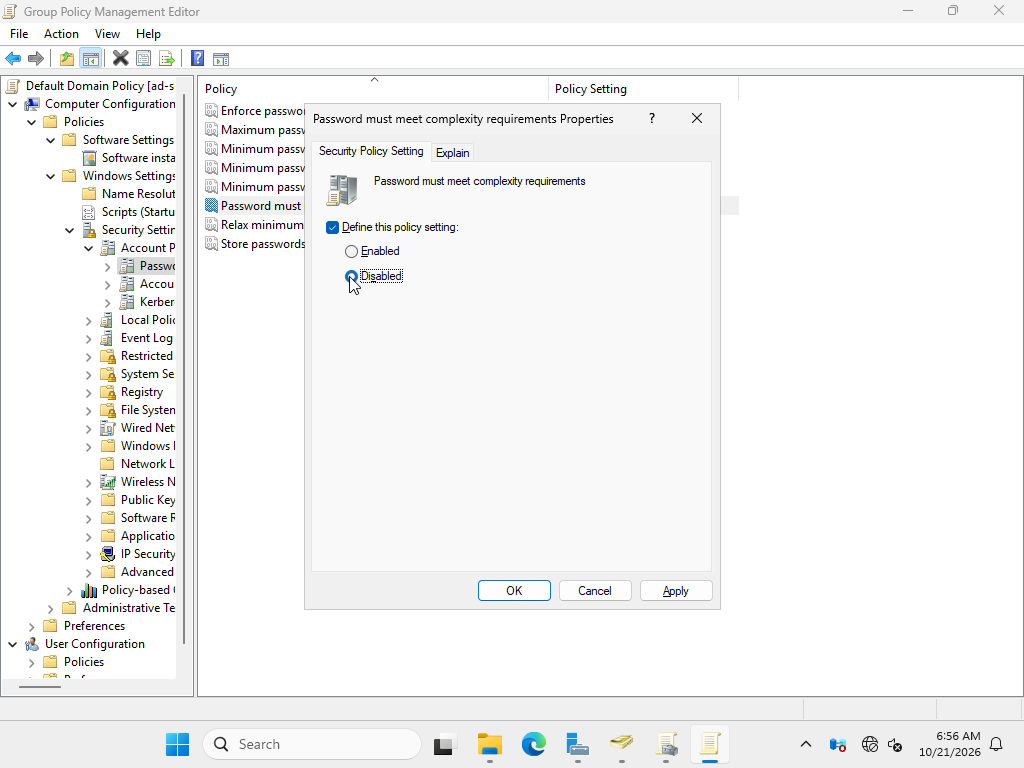 Group Policy Management Editor
File Action View Help
Default Domain Policy [ad-s
Computer Configuration
Policies
Software Settings
Software insta
Windows Settings
Name Resolut
Scripts (Startu
Security Settin
Account P
Passwo
Accou
Kerber
Local Polic
Event Log
Restricted
System Se
Registry
File System
Wired Net
Windows
Network L
Wireless N
Public Key
Software R
Applicatio
IP Security
Advanced
Policy-based
Administrative Te
Preferences
User Configuration
Policies
Policy Policy Setting
Enforce passwo
Maximum passw
Minimum passw
Minimum passw
Minimum passw
Password must
Relax minimum
Store passwords
Password must meet complexity requirements Properties ?
Security Policy Setting Explain
Password must meet complexity requirements
Define this policy setting:
Enabled
Disabled
OK Cancel Apply
Search
6:56 AM
10/21/2026